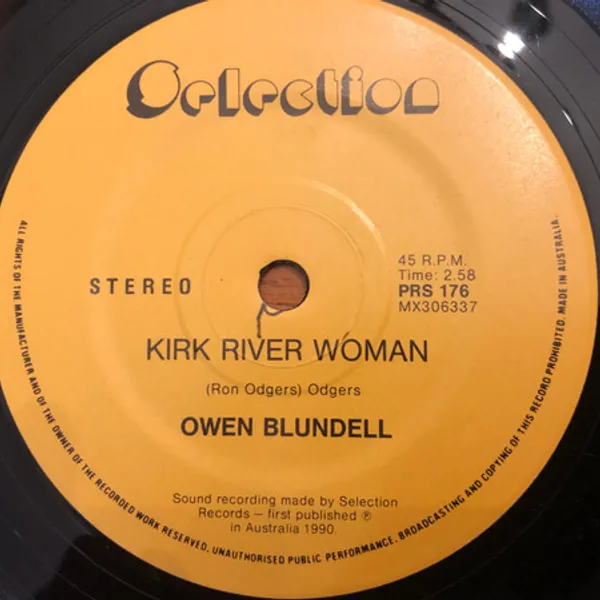 Selection
STEREO
45 R.P.M.
Time: 2.58
PRS 176
MX306337
KIRK RIVER WOMAN
(Ron Odgers) Odgers
OWEN BLUNDELL
Sound recording made by Selection
Records – first published ℗
in Australia 1990.
ALL RIGHTS OF THE MANUFACTURER AND OF THE OWNER OF THE RECORDED WORK RESERVED. UNAUTHORISED PUBLIC PERFORMANCE, BROADCASTING AND COPYING OF THIS RECORD PROHIBITED. MADE IN AUSTRALIA.